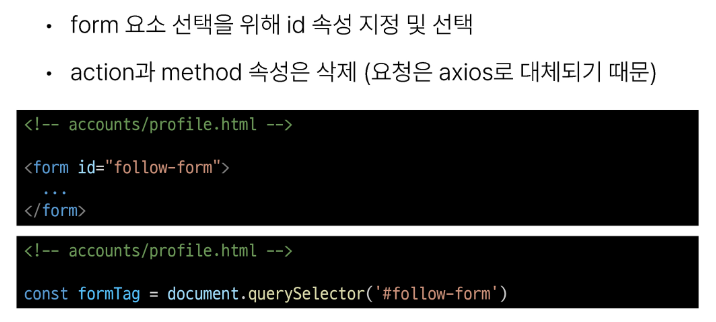 • form 요소 선택을 위해 id 속성 지정 및 선택
• action과 method 속성은 삭제 (요청은 axios로 대체되기 때문)
<!-- accounts/profile.html -->
<form id="follow-form">
  ...
</form>
<!-- accounts/profile.html -->
const formTag = document.querySelector('#follow-form')